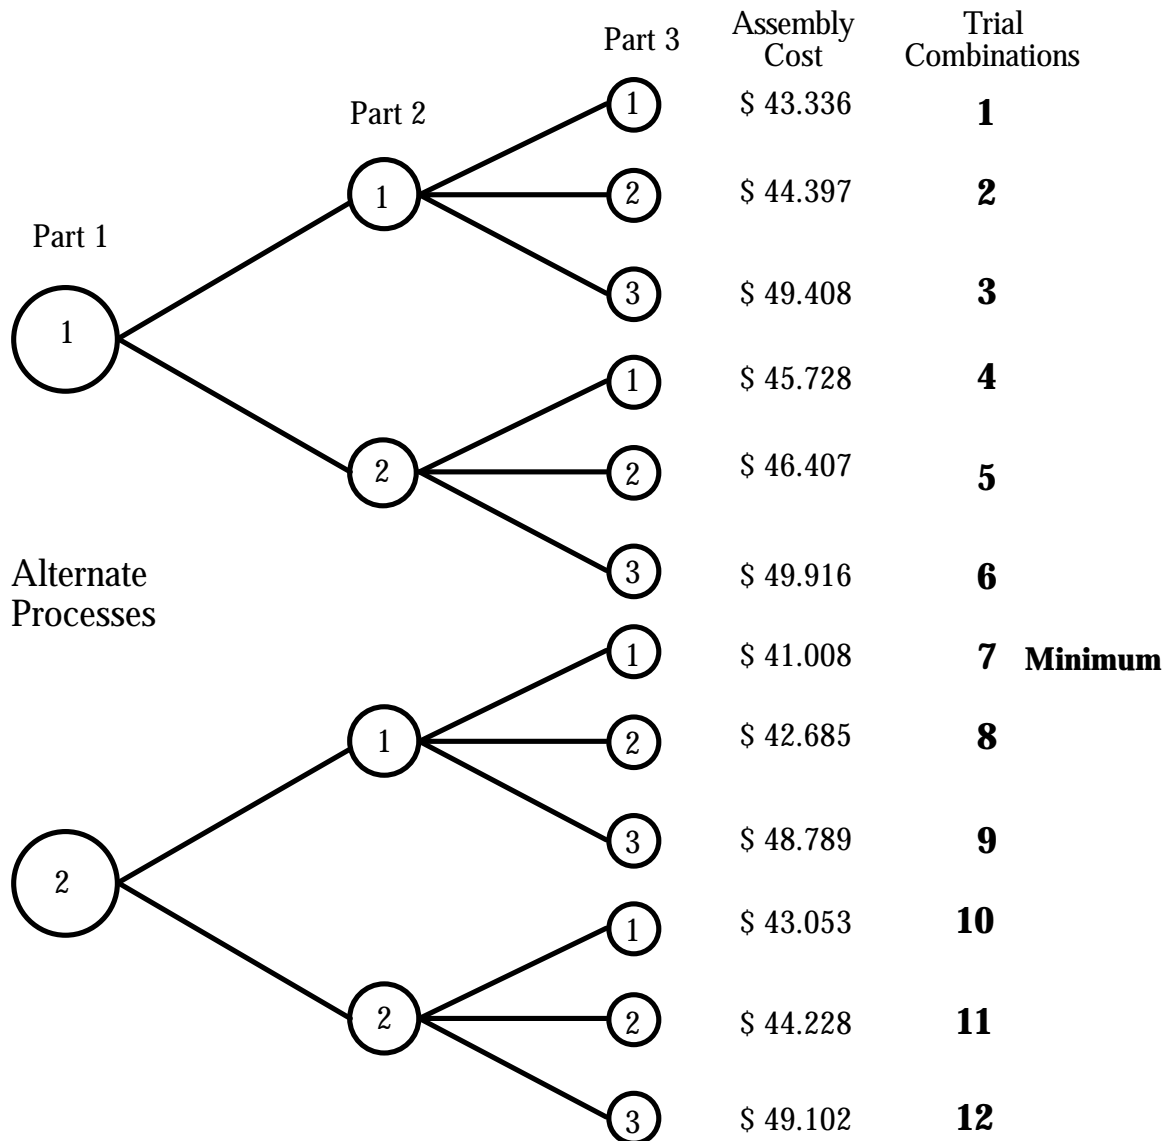 Assembly Cost
Trial Combinations
Part 3
1 $ 43.336 1
Part 2
1 2 $ 44.397 2
Part 1
3 $ 49.408 3
1
1 $ 45.728 4
2 2 $ 46.407 5
Alternate
Processes
3 $ 49.916 6
1 $ 41.008 7 Minimum
1 2 $ 42.685 8
3 $ 48.789 9
2
1 $ 43.053 10
2 2 $ 44.228 11
3 $ 49.102 12